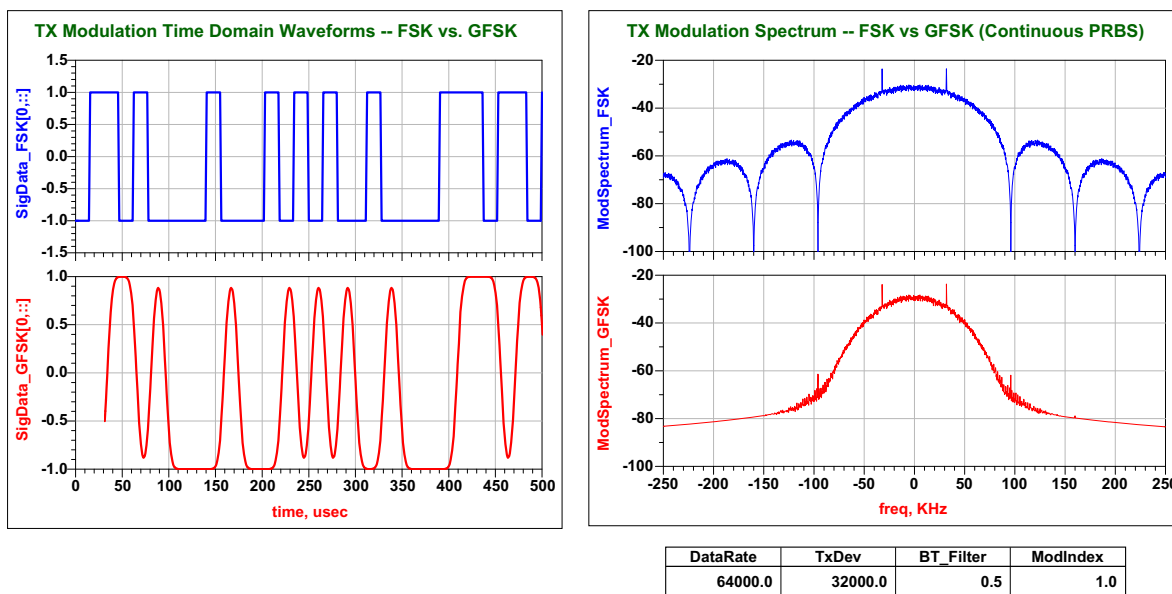 TX Modulation Time Domain Waveforms -- FSK vs. GFSK
SigData_FSK[0,::]
1.5
1.0
0.5
0.0
-0.5
-1.0
-1.5
SigData_GFSK[0,::]
1.0
0.5
0.0
-0.5
-1.0
0 50 100 150 200 250 300 350 400 450 500
time, usec
TX Modulation Spectrum -- FSK vs GFSK (Continuous PRBS)
ModSpectrum_FSK
-20
-40
-60
-80
-100
ModSpectrum_GFSK
-20
-40
-60
-80
-100
-250 -200 -150 -100 -50 0 50 100 150 200 250
freq, KHz
DataRate TxDev BT_Filter ModIndex
64000.0 32000.0 0.5 1.0